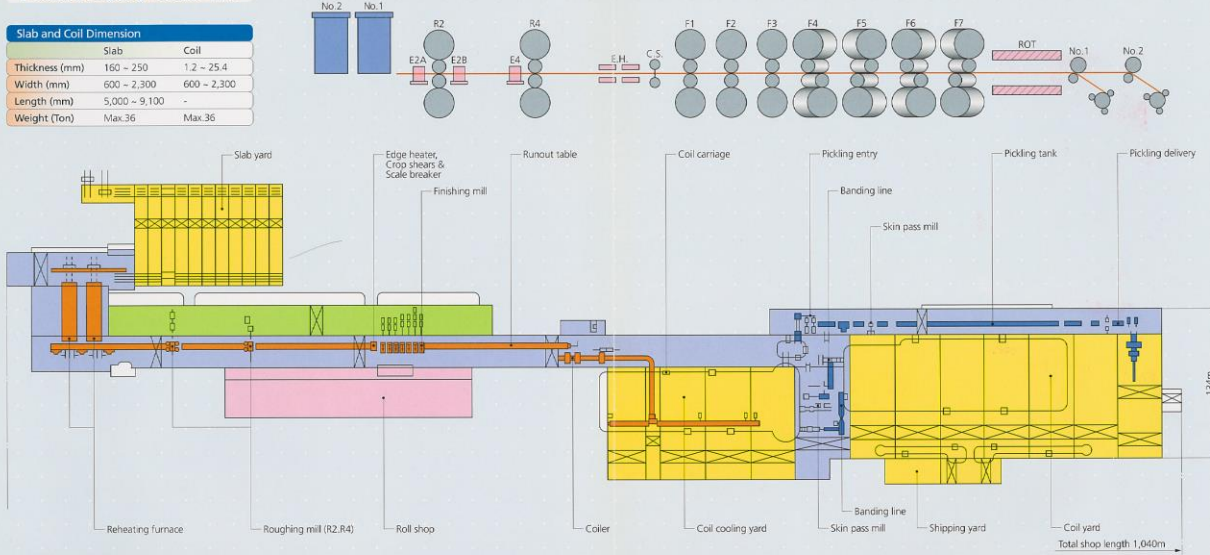 Slab and Coil Dimension
Slab Coil
Thickness (mm) 160 ~ 250 1.2 ~ 25.4
Width (mm) 600 ~ 2,300 600 ~ 2,300
Length (mm) 5,000 ~ 9,100 -
Weight (Ton) Max.36 Max.36
No.2 No.1
R2 R4
E2A E2B E4
E.H. C.S.
F1 F2 F3 F4 F5 F6 F7
ROT
No.1 No.2
Slab yard
Edge heater,
Crop shears &
Scale breaker
Finishing mill
Runout table
Coil carriage
Pickling entry
Banding line
Skin pass mill
Pickling tank
Pickling delivery
Reheating furnace
Roughing mill (R2.R4)
Roll shop
Coiler
Coil cooling yard
Skin pass mill
Banding line
Shipping yard
Coil yard
Total shop length 1,040m